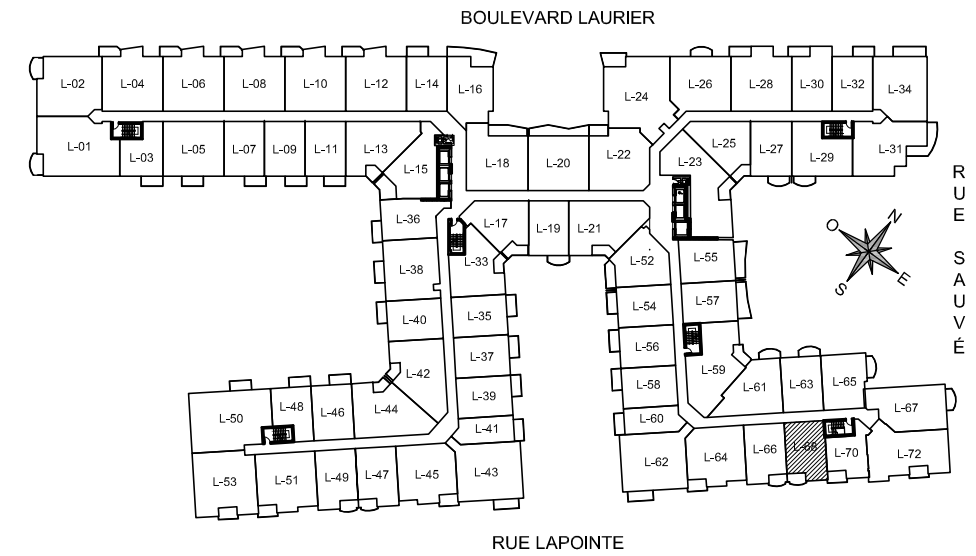 BOULEVARD LAURIER
L-02 L-04 L-06 L-08 L-10 L-12 L-14 L-16 L-24 L-26 L-28 L-30 L-32 L-34
L-01 L-03 L-05 L-07 L-09 L-11 L-13 L-15 L-18 L-20 L-22 L-23 L-25 L-27 L-29 L-31
RUE SAUVÉ
N
O
E
S
L-36 L-17 L-19 L-21
L-38 L-33 L-52 L-55
L-40 L-35 L-54 L-57
L-42 L-37 L-56 L-59
L-39 L-58 L-61 L-63 L-65
L-50 L-48 L-46 L-44 L-41 L-60 L-67
L-53 L-51 L-49 L-47 L-45 L-43 L-62 L-64 L-66 L-68 L-70 L-72
RUE LAPOINTE